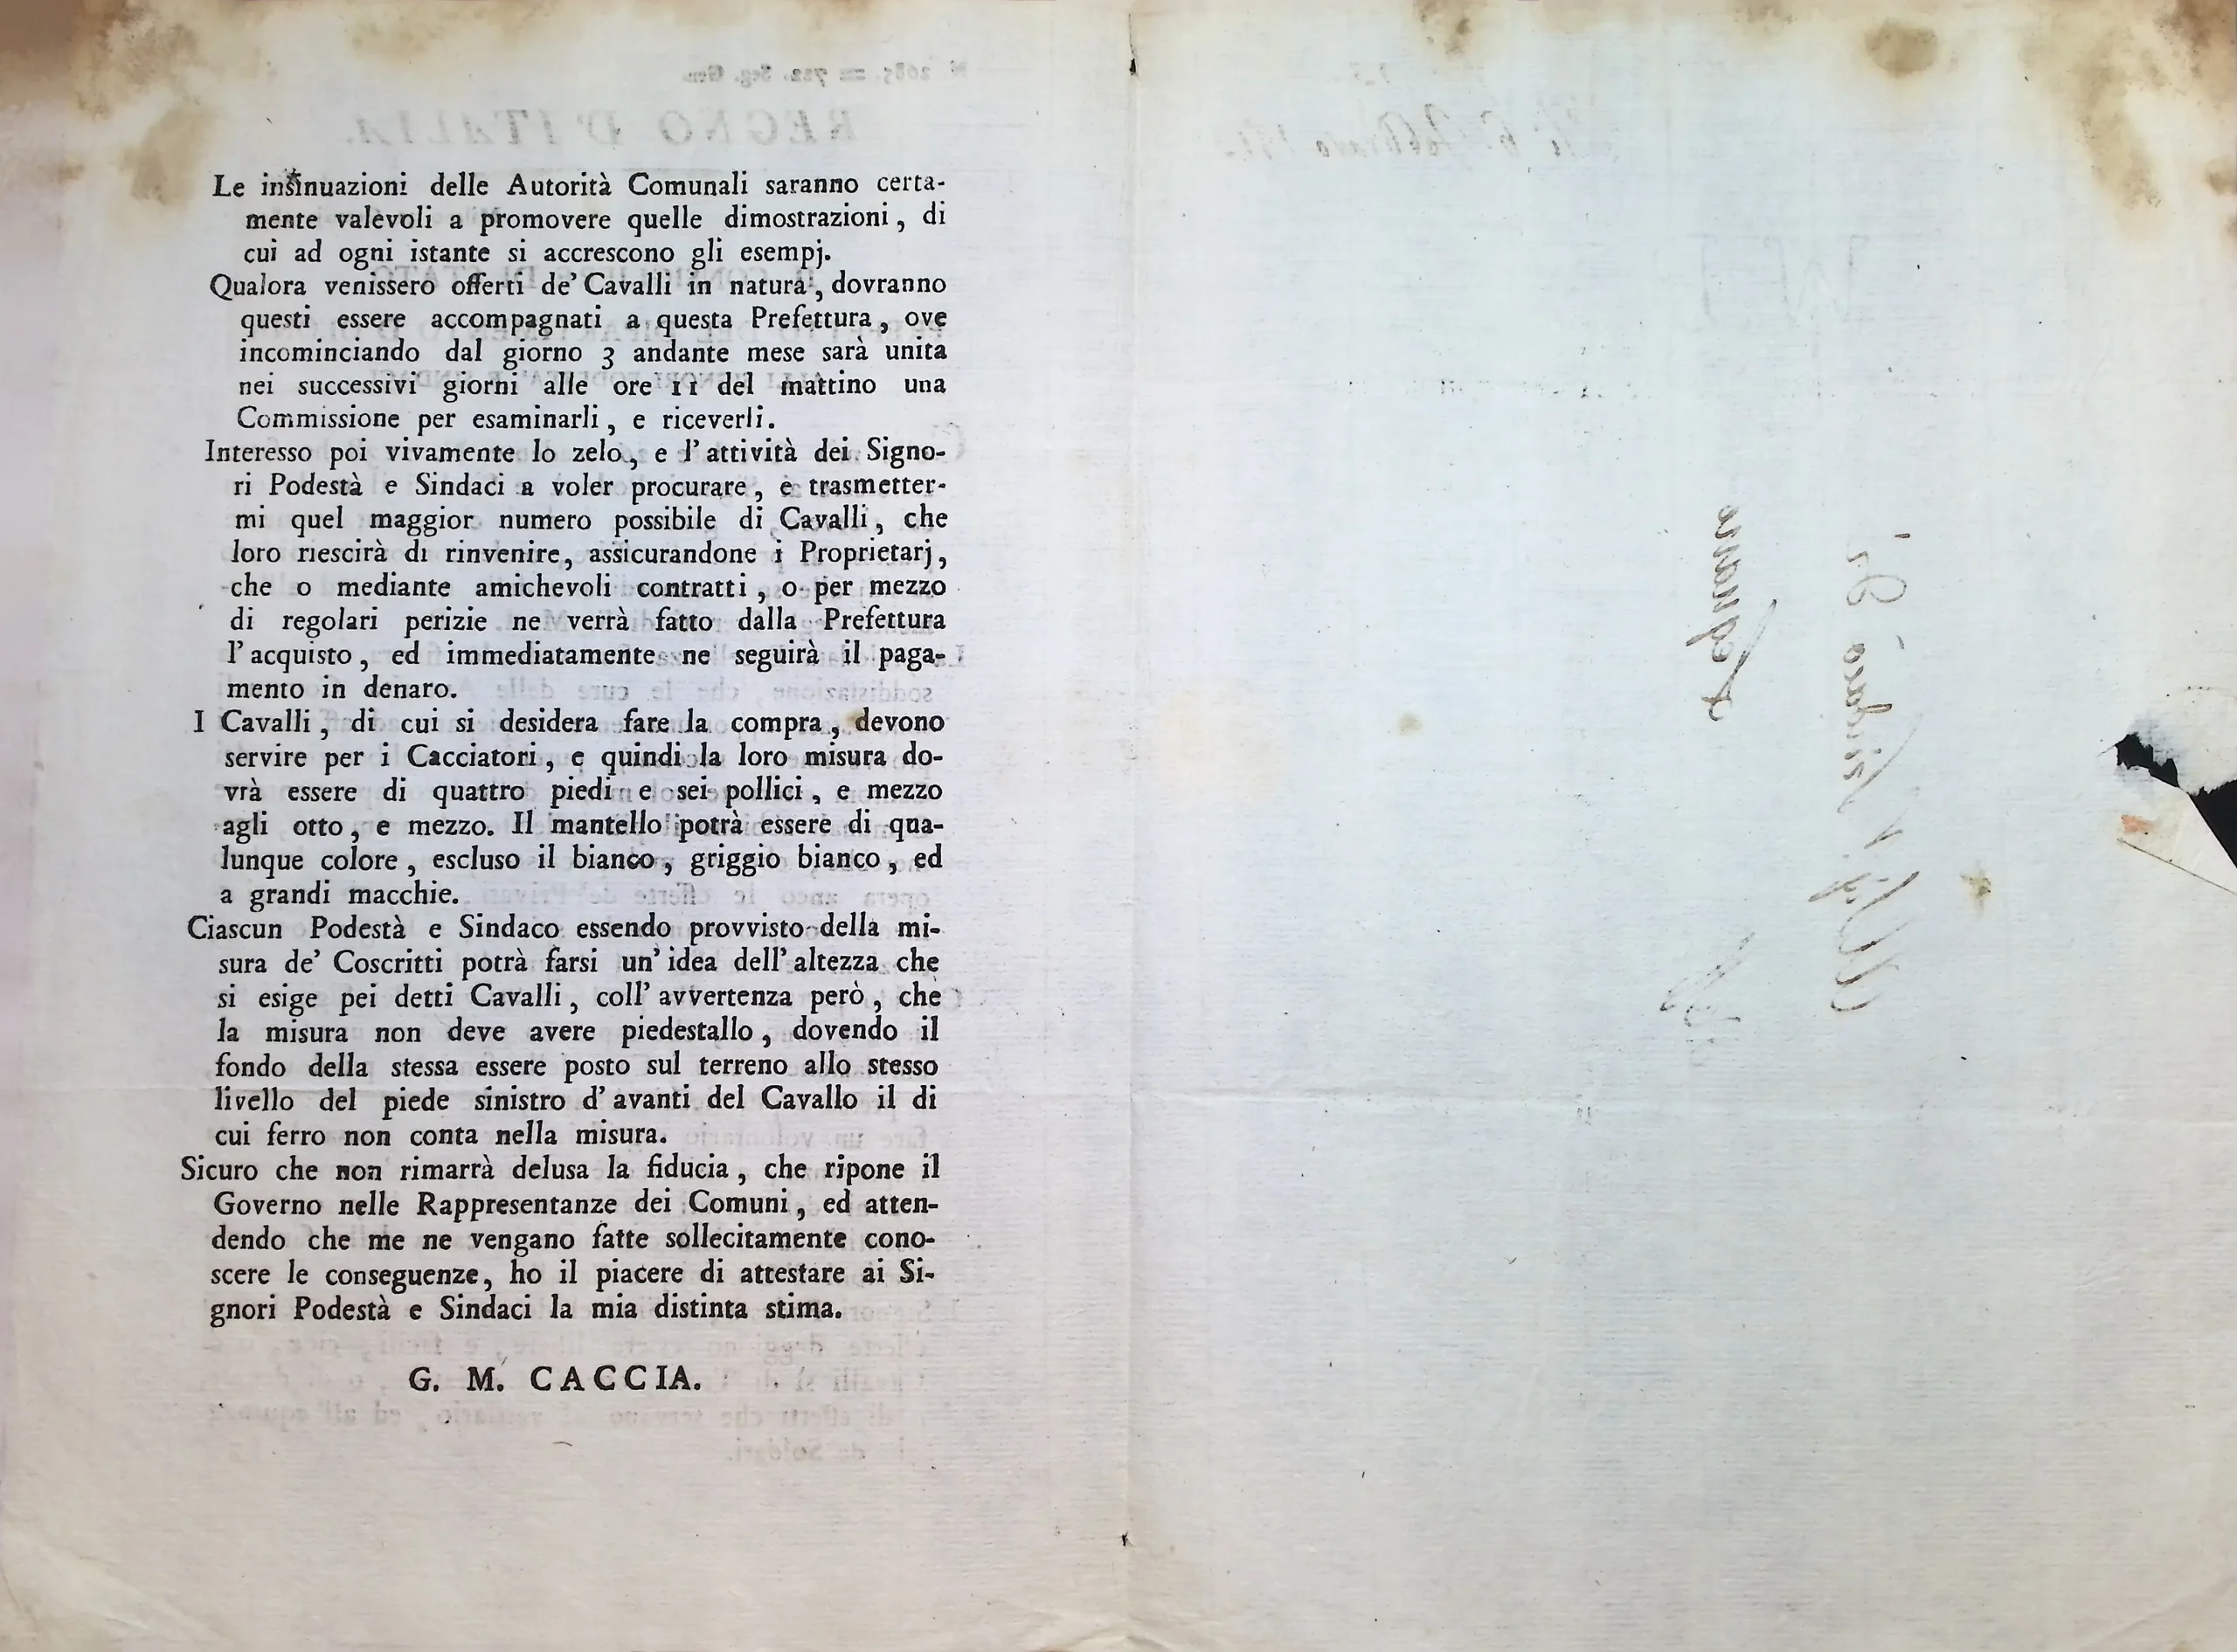 Le insinuazioni delle Autorità Comunali saranno certa-
mente valevoli a promovere quelle dimostrazioni, di
cui ad ogni istante si accrescono gli esempj.
Qualora venissero offerti de' Cavalli in natura, dovranno
questi essere accompagnati a questa Prefettura, ove
incominciando dal giorno 3 andante mese sarà unita
nei successivi giorni alle ore 11 del mattino una
Commissione per esaminarli, e riceverli.
Interesso poi vivamente lo zelo, e l'attività dei Signo-
ri Podestà e Sindaci a voler procurare, e trasmetter-
mi quel maggior numero possibile di Cavalli, che
loro riescirà di rinvenire, assicurandone i Proprietarj,
che o mediante amichevoli contratti, o per mezzo
di regolari perizie ne verrà fatto dalla Prefettura
l'acquisto, ed immediatamente ne seguirà il paga-
mento in denaro.
I Cavalli, di cui si desidera fare la compra, devono
servire per i Cacciatori, e quindi la loro misura do-
vrà essere di quattro piedi e sei pollici, e mezzo
agli otto, e mezzo. Il mantello potrà essere di qua-
lunque colore, escluso il bianco, griggio bianco, ed
a grandi macchie.
Ciascun Podestà e Sindaco essendo provvisto della mi-
sura de' Coscritti potrà farsi un'idea dell'altezza che
si esige pei detti Cavalli, coll'avvertenza però, che
la misura non deve avere piedestallo, dovendo il
fondo della stessa essere posto sul terreno allo stesso
livello del piede sinistro d'avanti del Cavallo il di
cui ferro non conta nella misura.
Sicuro che non rimarrà delusa la fiducia, che ripone il
Governo nelle Rappresentanze dei Comuni, ed atten-
dendo che me ne vengano fatte sollecitamente cono-
scere le conseguenze, ho il piacere di attestare ai Si-
gnori Podestà e Sindaci la mia distinta stima.
G. M. CACCIA.